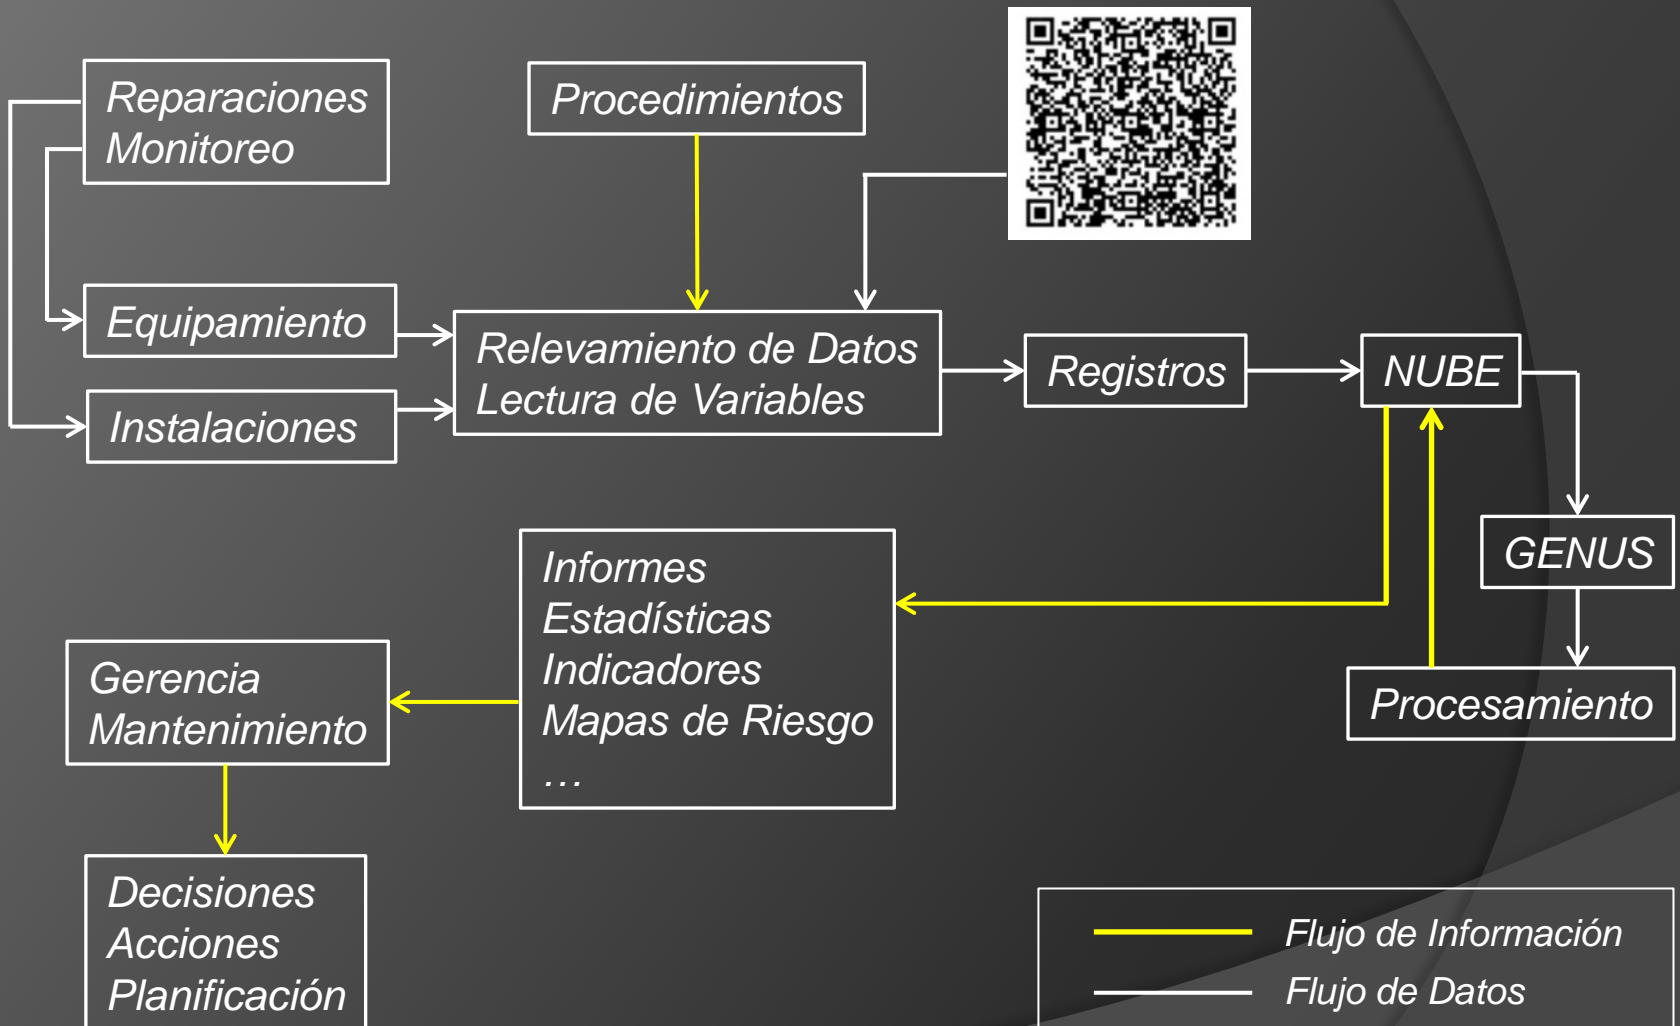 Reparaciones
Monitoreo
Procedimientos
Equipamiento
Instalaciones
Relevamiento de Datos
Lectura de Variables
Registros
NUBE
GENUS
Procesamiento
Informes
Estadísticas
Indicadores
Mapas de Riesgo
…
Gerencia
Mantenimiento
Decisiones
Acciones
Planificación
Flujo de Información
Flujo de Datos